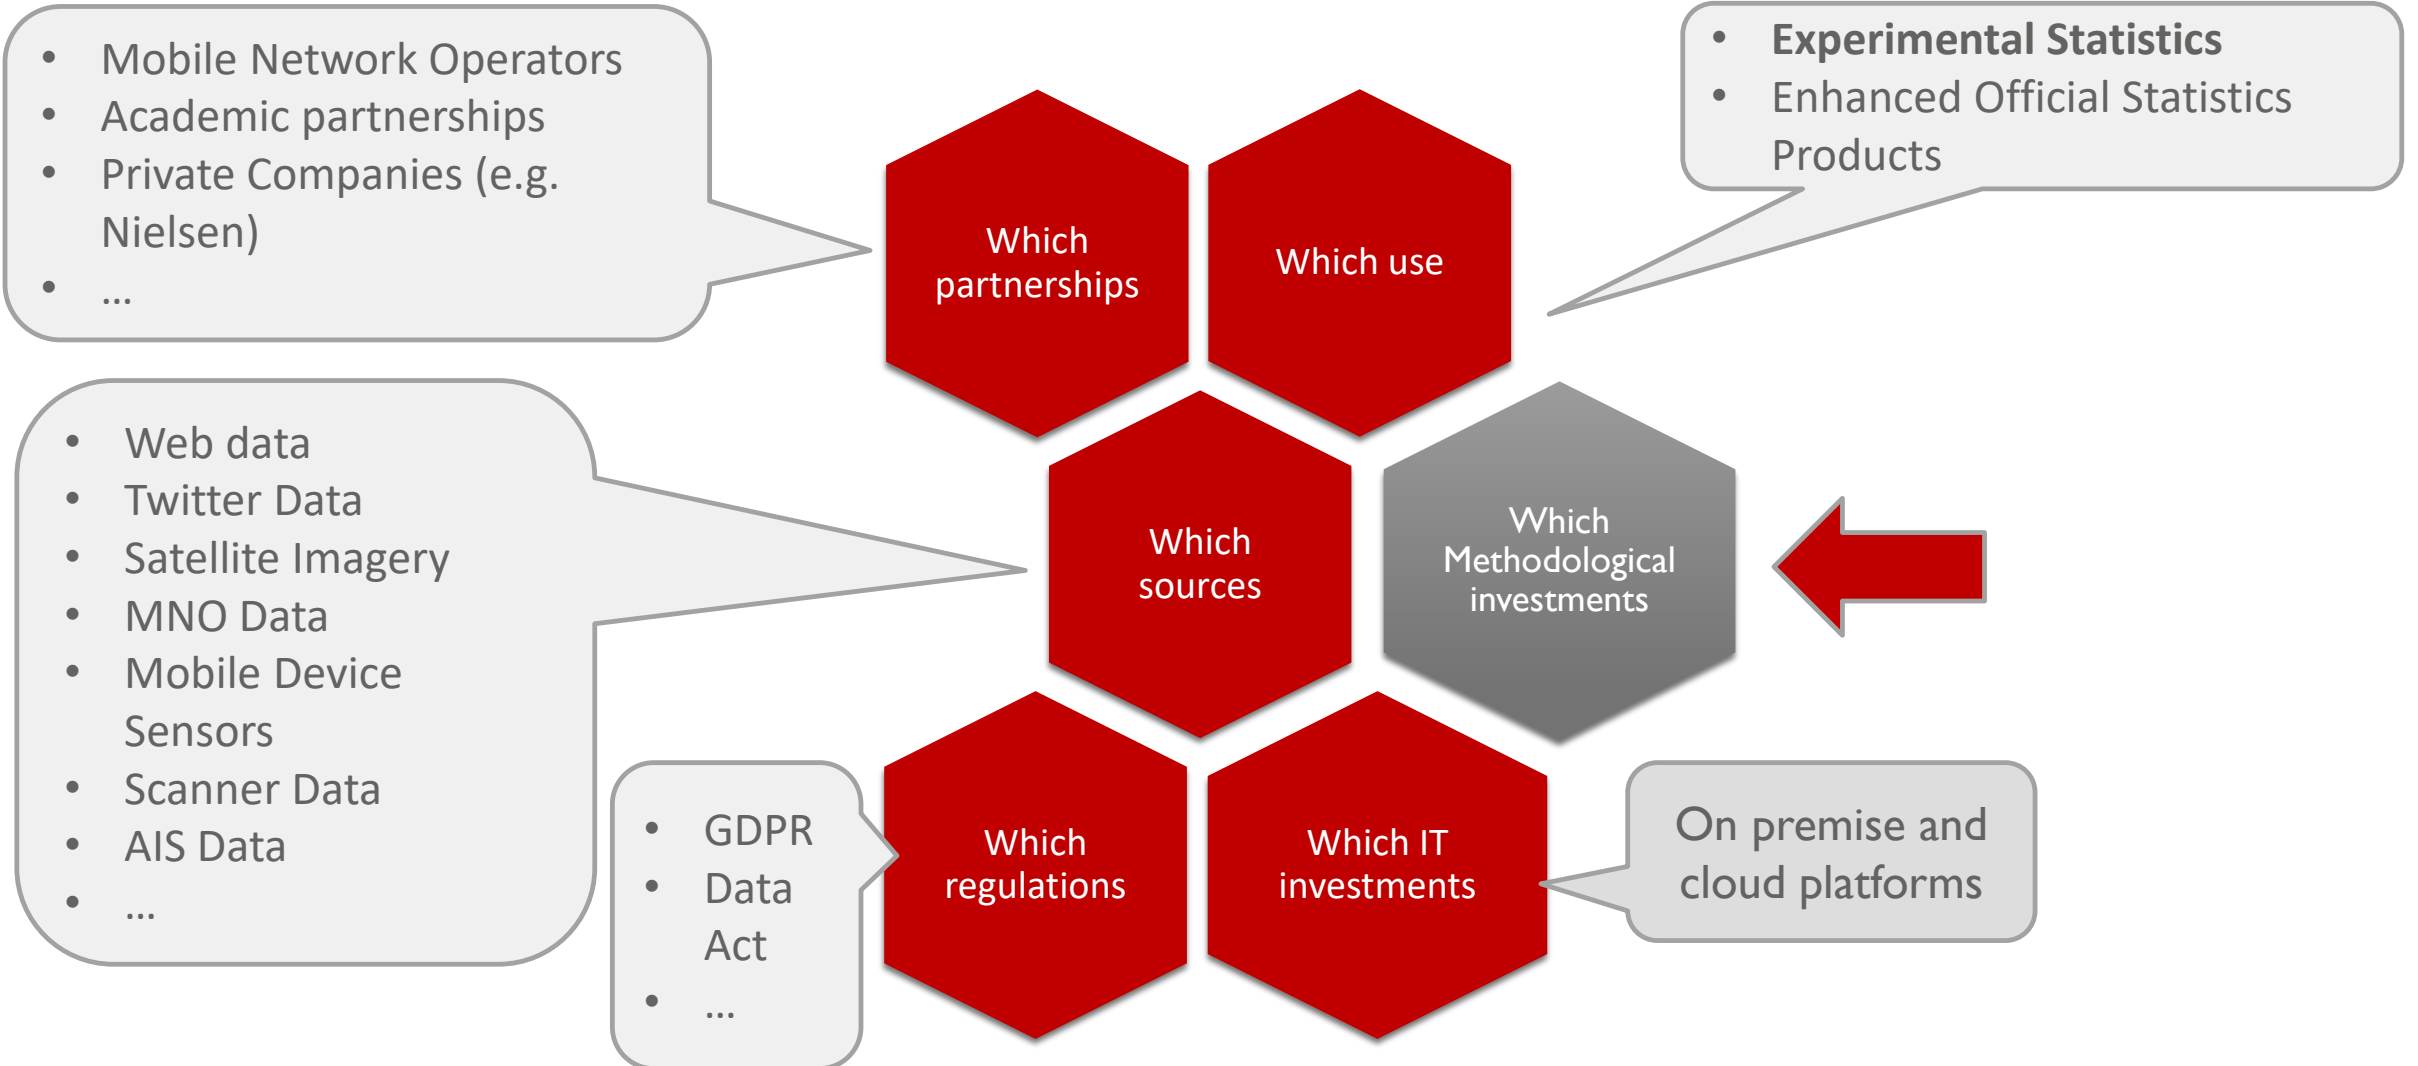 • Mobile Network Operators
• Academic partnerships
• Private Companies (e.g.
Nielsen)
• ...
Which
partnerships
Which use
• Experimental Statistics
• Enhanced Official Statistics
Products
• Web data
• Twitter Data
• Satellite Imagery
• MNO Data
• Mobile Device
Sensors
• Scanner Data
• AIS Data
• ...
Which
sources
Which
Methodological
investments
• GDPR
• Data
Act
• ...
Which
regulations
Which IT
investments
On premise and
cloud platforms